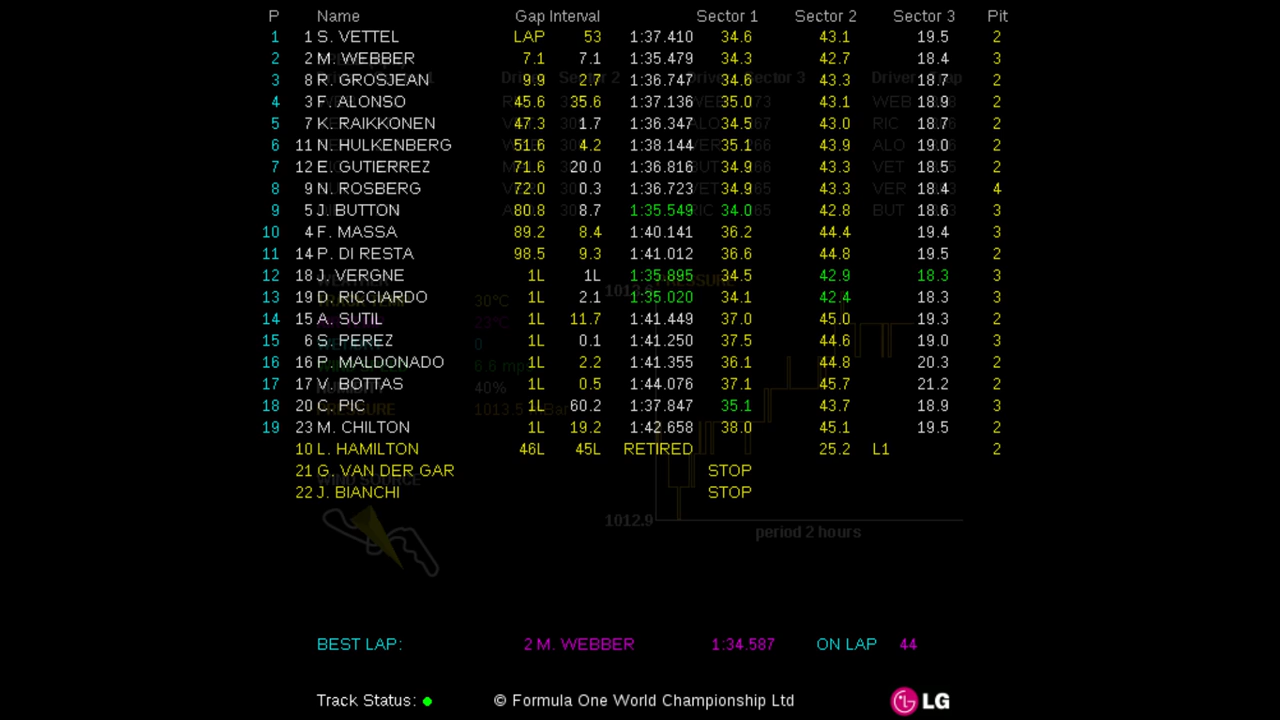 P Name Gap Interval Sector 1 Sector 2 Sector 3 Pit
1 1 S. VETTEL LAP 53 1:37.410 34.6 43.1 19.5 2
2 2 M. WEBBER 7.1 7.1 1:35.479 34.3 42.7 18.4 3
3 8 R. GROSJEAN 9.9 2.7 1:36.747 34.6 43.3 18.7 2
4 3 F. ALONSO 45.6 35.6 1:37.136 35.0 43.1 18.9 2
5 7 K. RAIKKONEN 47.3 1.7 1:36.347 34.5 43.0 18.7 2
6 11 N. HULKENBERG 51.6 4.2 1:38.144 35.1 43.9 19.0 2
7 12 E. GUTIERREZ 71.6 20.0 1:36.816 34.9 43.3 18.5 2
8 9 N. ROSBERG 72.0 0.3 1:36.723 34.9 43.3 18.4 4
9 5 J. BUTTON 80.8 8.7 1:35.549 34.0 42.8 18.6 3
10 4 F. MASSA 89.2 8.4 1:40.141 36.2 44.4 19.4 3
11 14 P. DI RESTA 98.5 9.3 1:41.012 36.6 44.8 19.5 2
12 18 J. VERGNE 1L 1L 1:35.895 34.5 42.9 18.3 3
13 19 D. RICCIARDO 1L 2.1 1:35.020 34.1 42.4 18.3 3
14 15 A. SUTIL 1L 11.7 1:41.449 37.0 45.0 19.3 2
15 6 S. PEREZ 1L 0.1 1:41.250 37.5 44.6 19.0 3
16 16 P. MALDONADO 1L 2.2 1:41.355 36.1 44.8 20.3 2
17 17 V. BOTTAS 1L 0.5 1:44.076 37.1 45.7 21.2 2
18 20 C. PIC 1L 60.2 1:37.847 35.1 43.7 18.9 3
19 23 M. CHILTON 1L 19.2 1:42.658 38.0 45.1 19.5 2
10 L. HAMILTON 46L 45L RETIRED 25.2 L1 2
21 G. VAN DER GAR STOP
22 J. BIANCHI STOP
1012.9
period 2 hours
BEST LAP: 2 M. WEBBER 1:34.587 ON LAP 44
Track Status: © Formula One World Championship Ltd LG